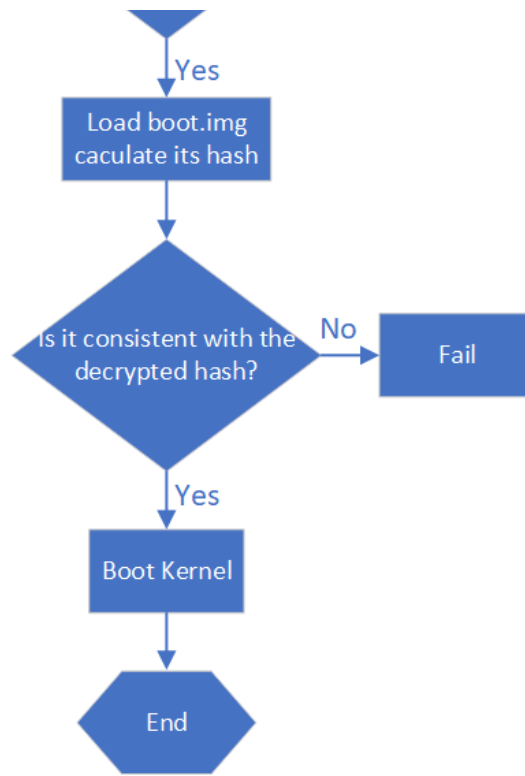 Yes
Load boot.img
caculate its hash
Is it consistent with the
decrypted hash?
No
Fail
Yes
Boot Kernel
End